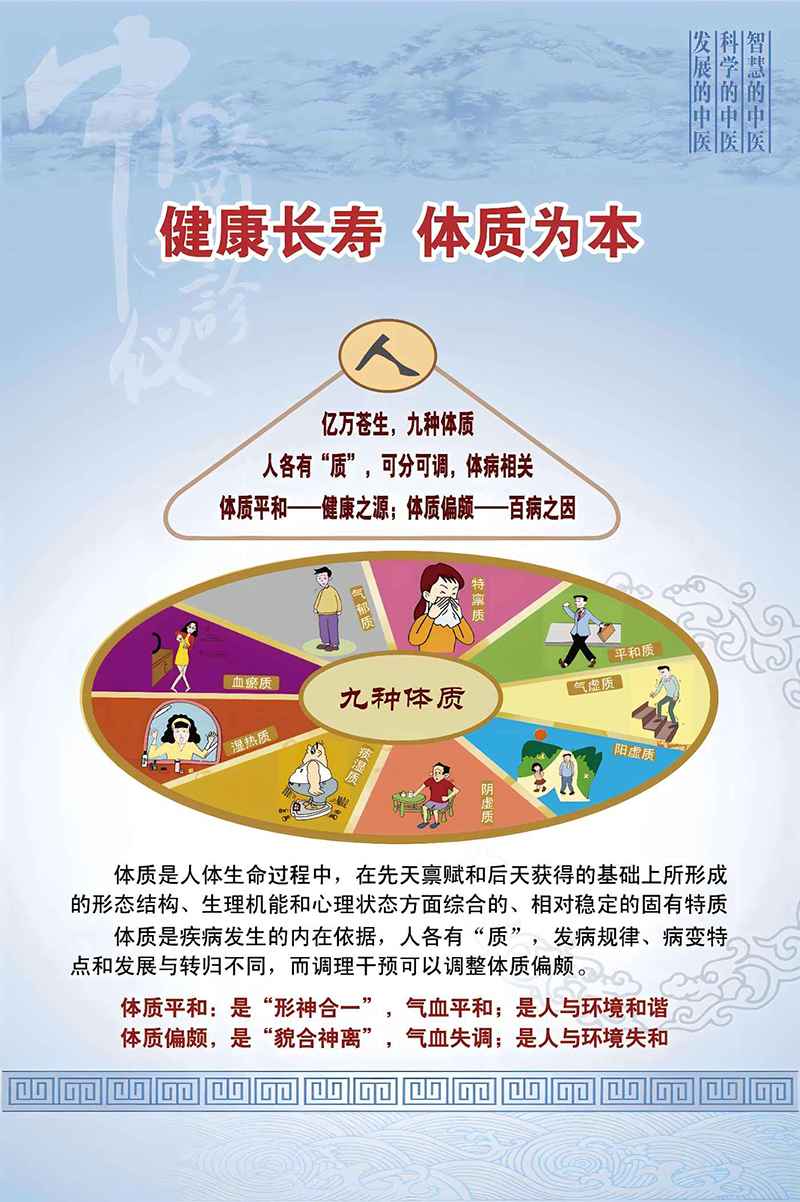 智慧的中医
科学的中医
发展的中医
健康长寿 体质为本
人
亿万苍生，九种体质
人各有“质”，可分可调，体病相关
体质平和——健康之源；体质偏颇——百病之因
气郁质
特禀质
平和质
血瘀质
气虚质
九种体质
湿热质
阳虚质
痰湿质
阴虚质
体质是人体生命过程中，在先天禀赋和后天获得的基础上所形成
的形态结构、生理机能和心理状态方面综合的、相对稳定的固有特质
体质是疾病发生的内在依据，人各有“质”，发病规律、病变特
点和发展与转归不同，而调理干预可以调整体质偏颇。
体质平和：是“形神合一”，气血平和；是人与环境和谐
体质偏颇，是“貌合神离”，气血失调；是人与环境失和